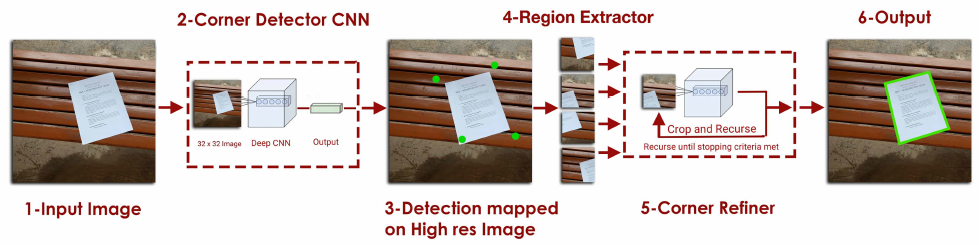 2-Corner Detector CNN
4-Region Extractor
6-Output
32 x 32 Image
Deep CNN
Output
Crop and Recurse
Recurse until stopping criteria met
1-Input Image
3-Detection mapped
on High res Image
5-Corner Refiner